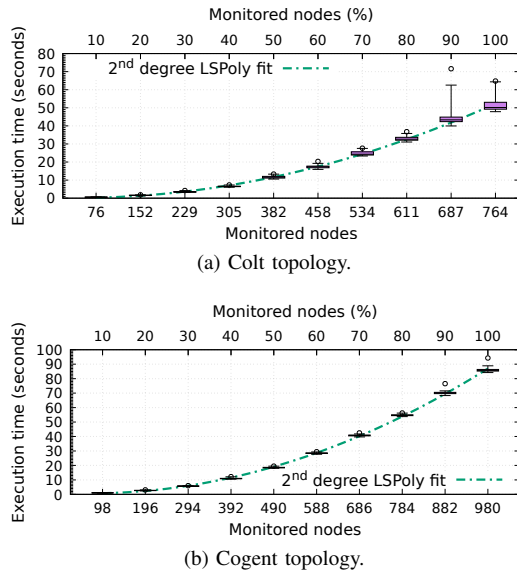 Monitored nodes (%)
10 20 30 40 50 60 70 80 90 100
80
70
60
50
40
30
20
10
0
Execution time (seconds)
2nd degree LSPoly fit
76 152 229 305 382 458 534 611 687 764
Monitored nodes
(a) Colt topology.
Monitored nodes (%)
10 20 30 40 50 60 70 80 90 100
100
90
80
70
60
50
40
30
20
10
0
Execution time (seconds)
2nd degree LSPoly fit
98 196 294 392 490 588 686 784 882 980
Monitored nodes
(b) Cogent topology.